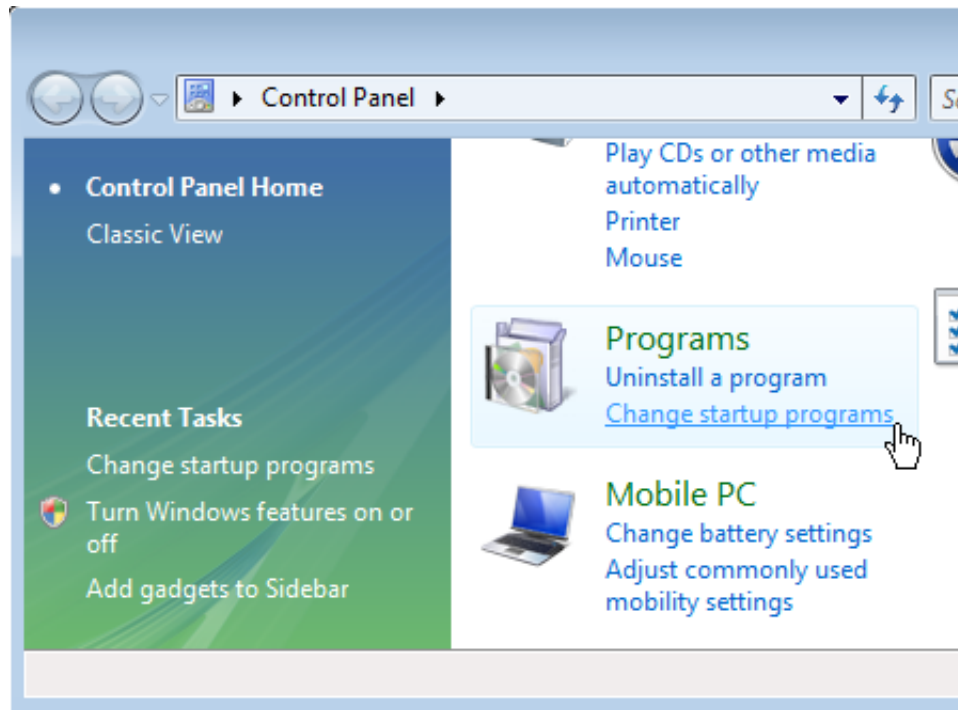 Control Panel
Control Panel Home
Classic View
Recent Tasks
Change startup programs
Turn Windows features on or
off
Add gadgets to Sidebar
Play CDs or other media
automatically
Printer
Mouse
Programs
Uninstall a program
Change startup programs
Mobile PC
Change battery settings
Adjust commonly used
mobility settings